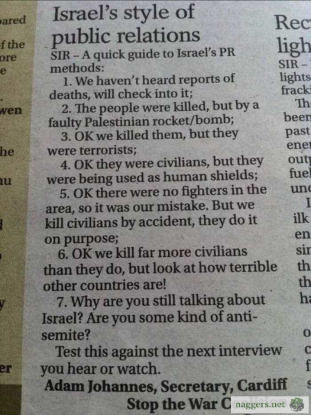 Israel's style of
public relations
SIR – A quick guide to Israel's PR
methods:
1. We haven't heard reports of
deaths, will check into it;
2. The people were killed, but by a
faulty Palestinian rocket/bomb;
3. OK we killed them, but they
were terrorists;
4. OK they were civilians, but they
were being used as human shields;
5. OK there were no fighters in the
area, so it was our mistake. But we
kill civilians by accident, they do it
on purpose;
6. OK we kill far more civilians
than they do, but look at how terrible
other countries are!
7. Why are you still talking about
Israel? Are you some kind of anti-
semite?
Test this against the next interview
you hear or watch.
Adam Johannes, Secretary, Cardiff
Stop the War
naggers.net
Rec
ligh
SIR –
lights
frack
Th
been
past
ener
outp
fuel
und
ilk
en
sin
th
th
ha
pared
of the
ore
e
wen
he
nu
er